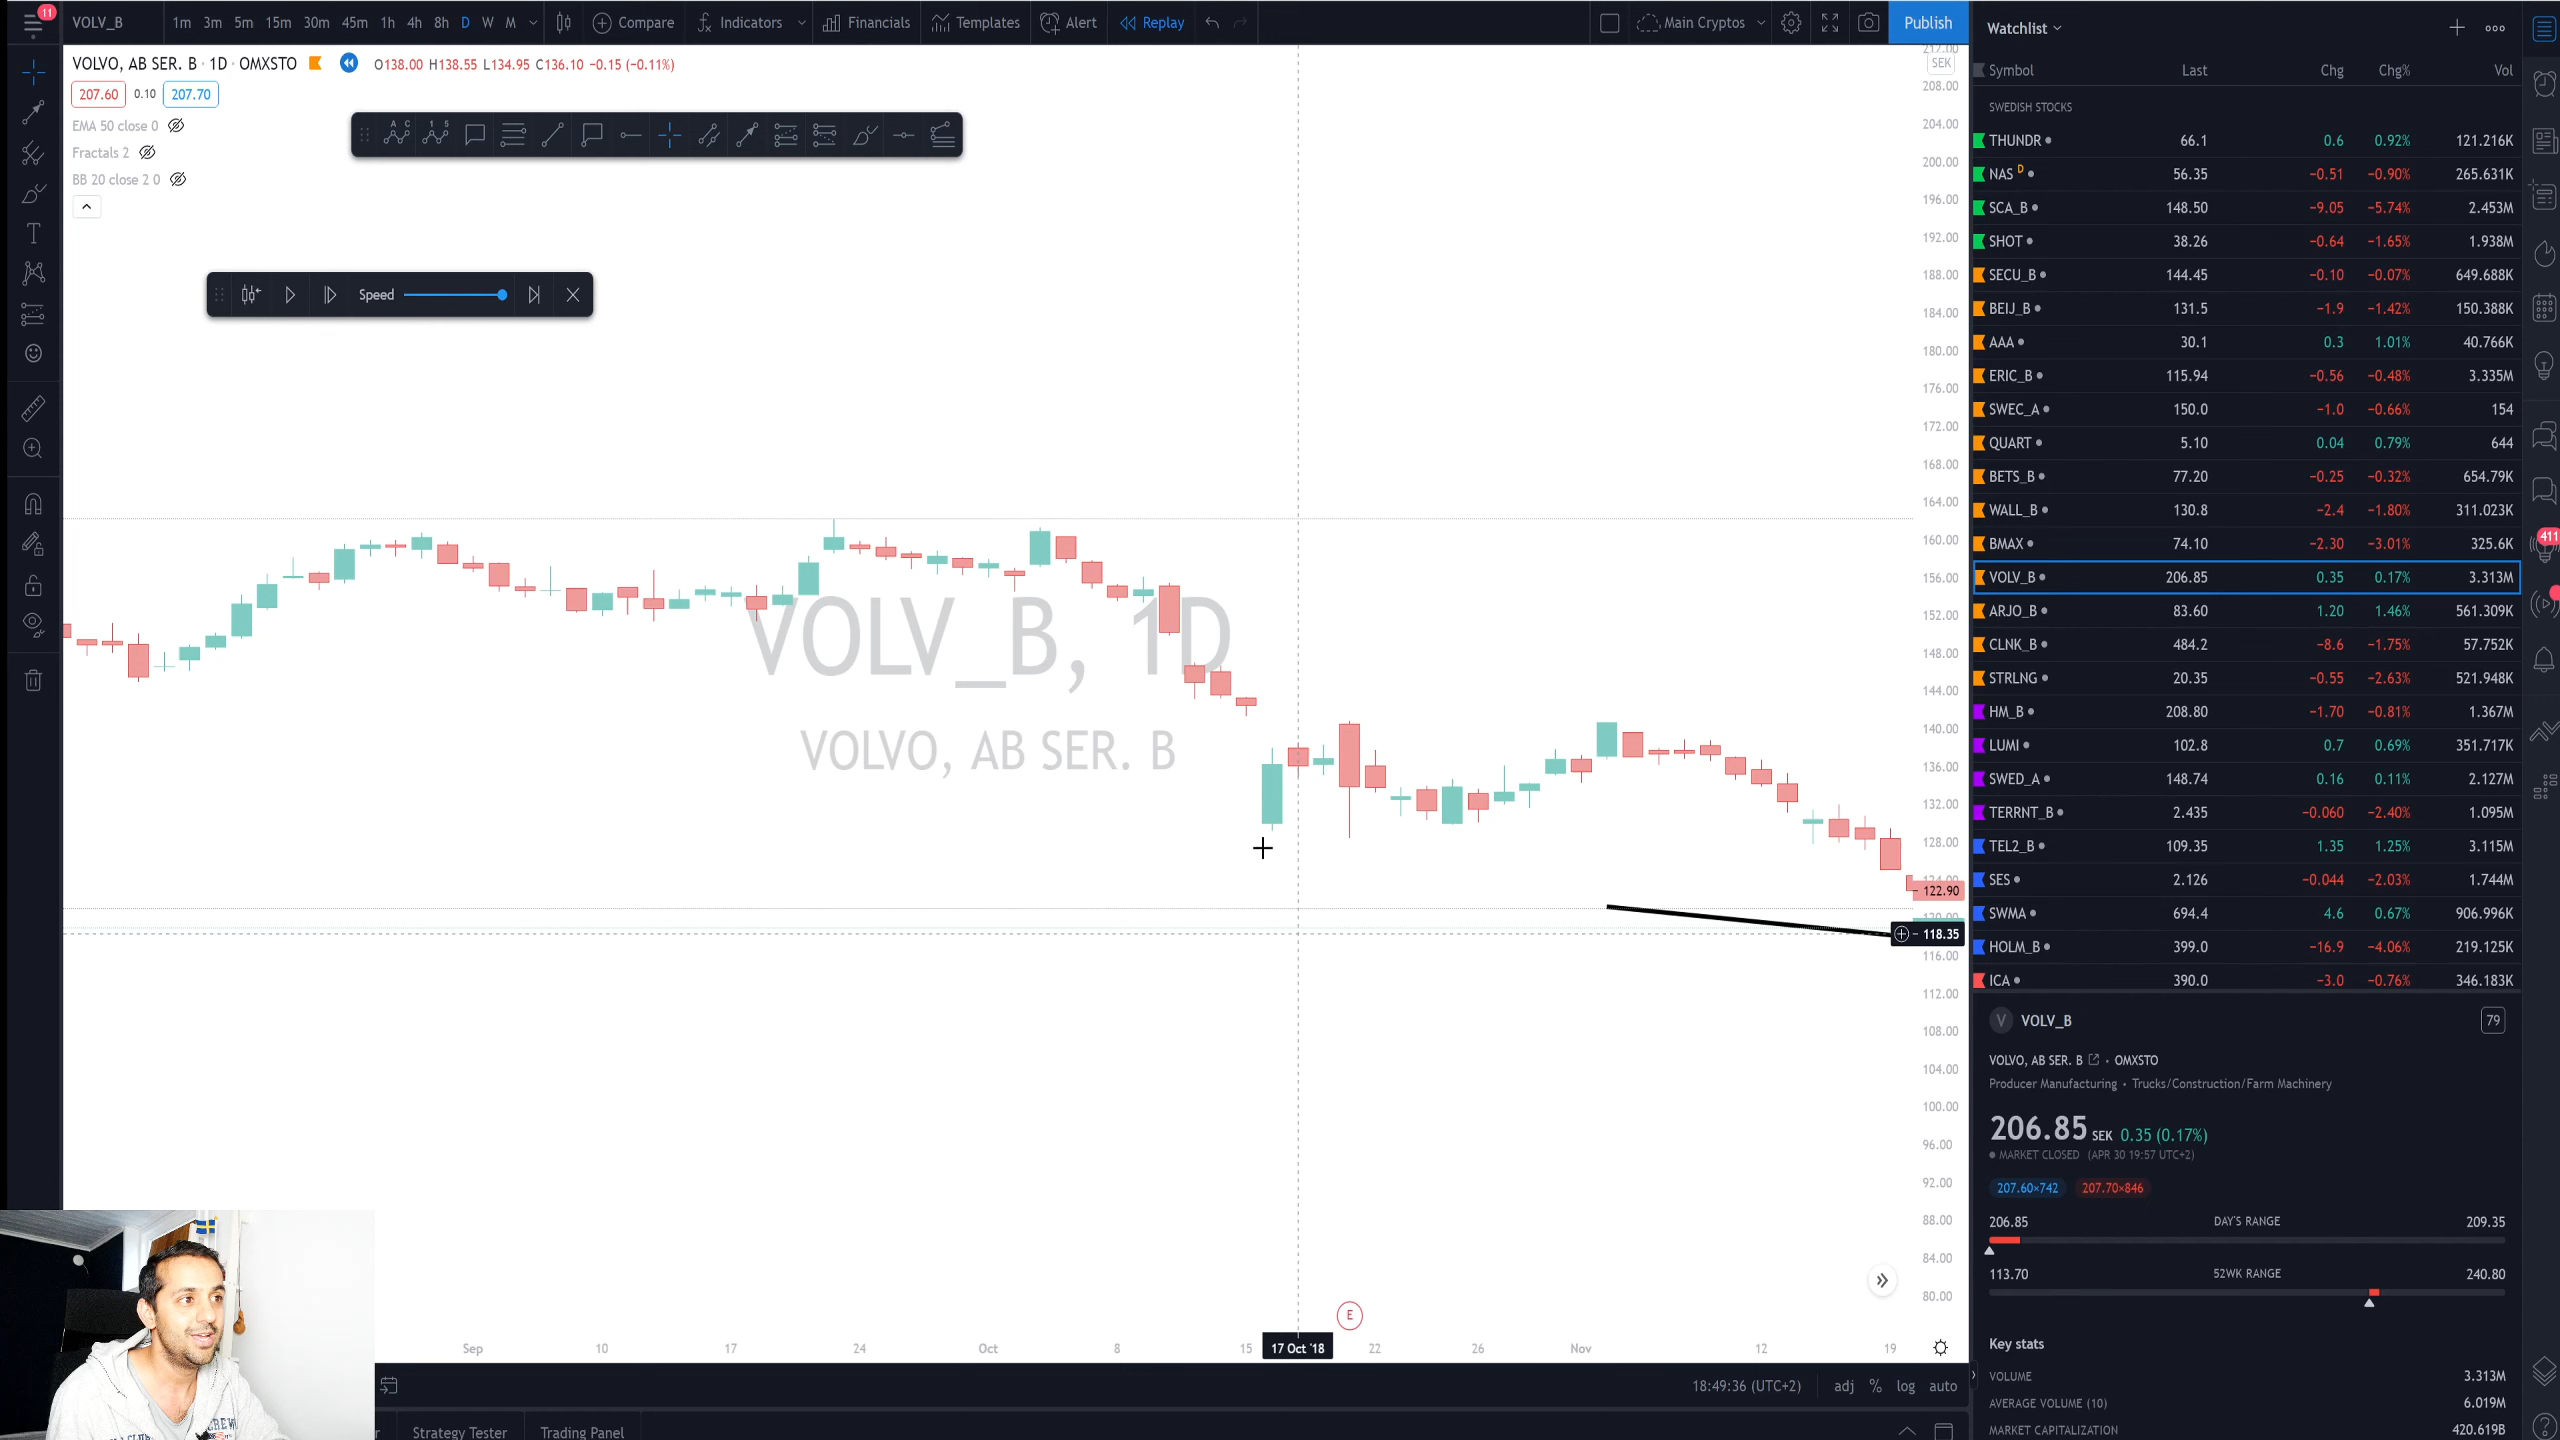 11
VOLV_B 1m 3m 5m 15m 30m 45m 1h 4h 8h D W M Compare Indicators Financials Templates Alert Replay Main Cryptos Publish
VOLVO, AB SER. B · 1D · OMXSTO O138.00 H138.55 L134.95 C136.10 −0.15 (−0.11%)
207.60 0.10 207.70
EMA 50 close 0
Fractals 2
BB 20 close 2 0
Speed
VOLV_B, 1D
VOLVO, AB SER. B
217.00
SEK
208.00
204.00
200.00
196.00
192.00
188.00
184.00
180.00
176.00
172.00
168.00
164.00
160.00
156.00
152.00
148.00
144.00
140.00
136.00
132.00
128.00
124.00
122.90
120.00
118.35
116.00
112.00
108.00
104.00
100.00
96.00
92.00
88.00
84.00
80.00
E
Sep 10 17 24 Oct 8 15 17 Oct '18 22 26 Nov 12 19
18:49:36 (UTC+2) adj % log auto
Strategy Tester Trading Panel
Watchlist
Symbol Last Chg Chg% Vol
SWEDISH STOCKS
THUNDR 66.1 0.6 0.92% 121.216K
NAS D 56.35 −0.51 −0.90% 265.631K
SCA_B 148.50 −9.05 −5.74% 2.453M
SHOT 38.26 −0.64 −1.65% 1.938M
SECU_B 144.45 −0.10 −0.07% 649.688K
BEIJ_B 131.5 −1.9 −1.42% 150.388K
AAA 30.1 0.3 1.01% 40.766K
ERIC_B 115.94 −0.56 −0.48% 3.335M
SWEC_A 150.0 −1.0 −0.66% 154
QUART 5.10 0.04 0.79% 644
BETS_B 77.20 −0.25 −0.32% 654.79K
WALL_B 130.8 −2.4 −1.80% 311.023K
BMAX 74.10 −2.30 −3.01% 325.6K
VOLV_B 206.85 0.35 0.17% 3.313M
ARJO_B 83.60 1.20 1.46% 561.309K
CLNK_B 484.2 −8.6 −1.75% 57.752K
STRLNG 20.35 −0.55 −2.63% 521.948K
HM_B 208.80 −1.70 −0.81% 1.367M
LUMI 102.8 0.7 0.69% 351.717K
SWED_A 148.74 0.16 0.11% 2.127M
TERRNT_B 2.435 −0.060 −2.40% 1.095M
TEL2_B 109.35 1.35 1.25% 3.115M
SES 2.126 −0.044 −2.03% 1.744M
SWMA 694.4 4.6 0.67% 906.996K
HOLM_B 399.0 −16.9 −4.06% 219.125K
ICA 390.0 −3.0 −0.76% 346.183K
V VOLV_B 79
VOLVO, AB SER. B · OMXSTO
Producer Manufacturing • Trucks/Construction/Farm Machinery
206.85 SEK 0.35 (0.17%)
MARKET CLOSED (APR 30 19:57 UTC+2)
207.60×742 207.70×846
206.85 DAY'S RANGE 209.35
113.70 52WK RANGE 240.80
Key stats
VOLUME 3.313M
AVERAGE VOLUME (10) 6.019M
MARKET CAPITALIZATION 420.619B
411